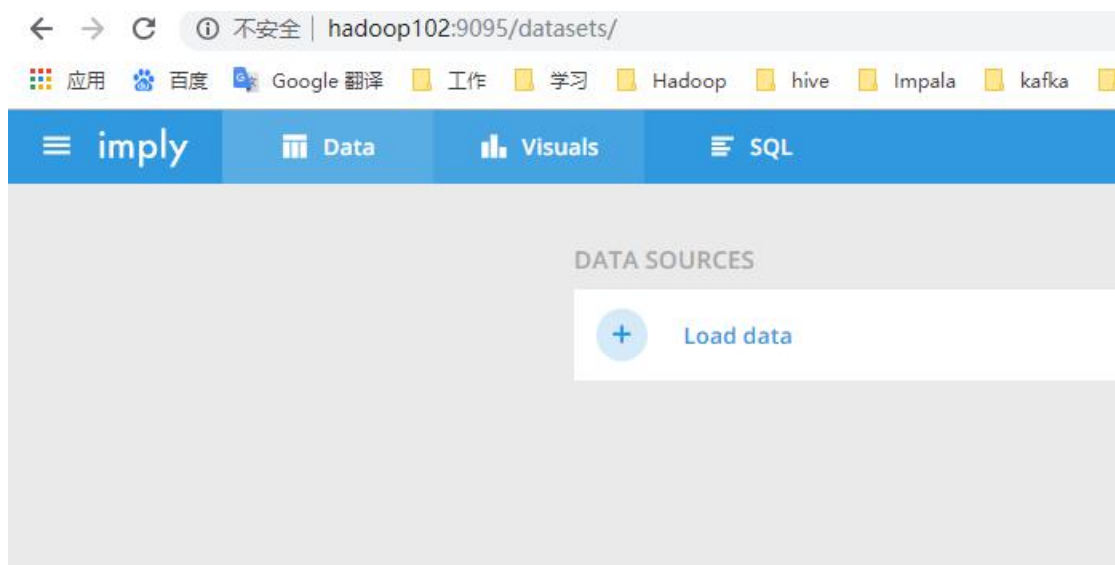 不安全 | hadoop102:9095/datasets/
应用 百度 Google 翻译 工作 学习 Hadoop hive Impala kafka
imply Data Visuals SQL
DATA SOURCES
+ Load data